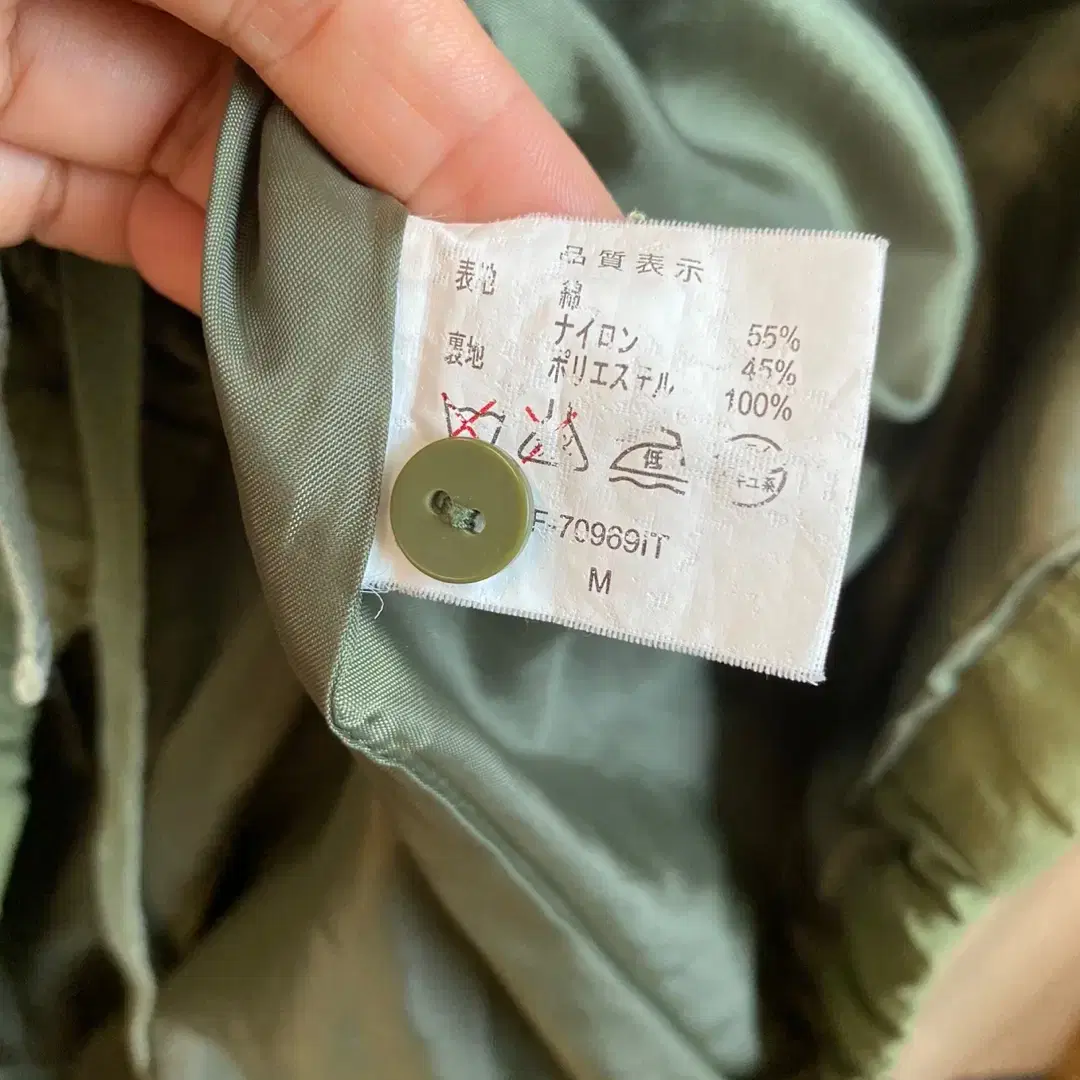 品質表示
表地 綿 55%
ナイロン 45%
裏地 ポリエステル 100%
低
F-70969iT
M